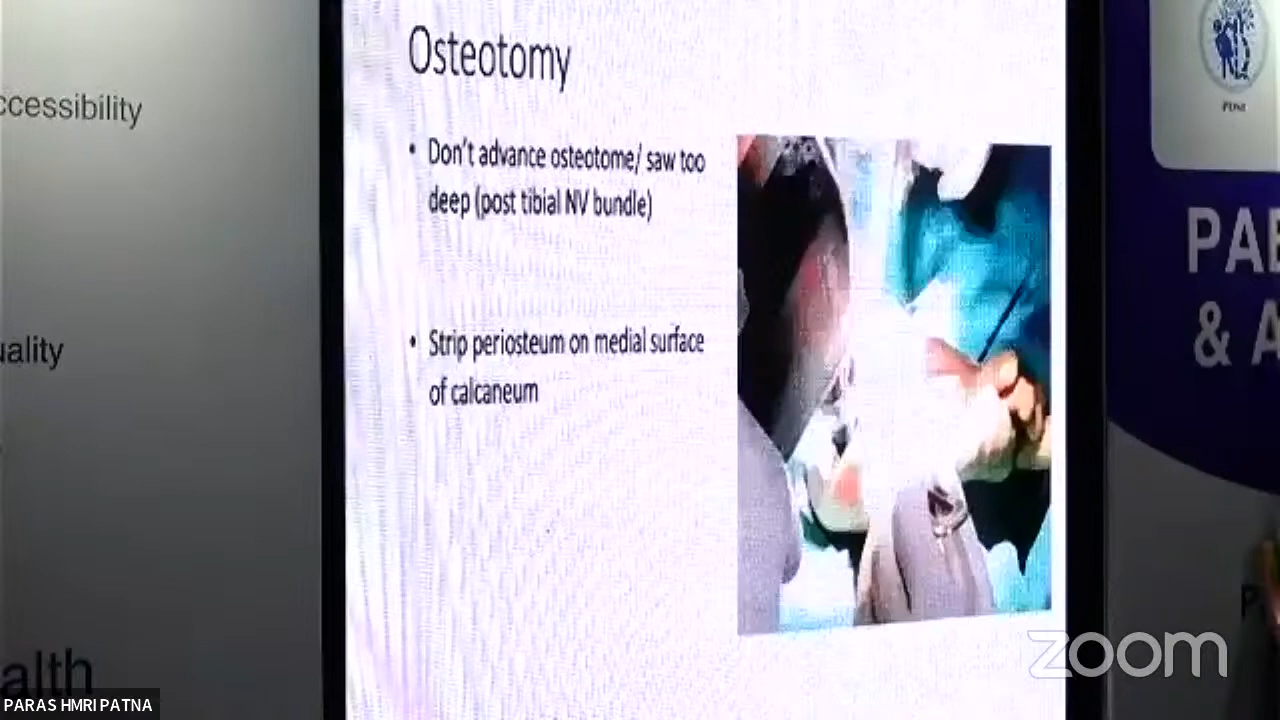 Osteotomy
• Don't advance osteotome/ saw too
deep (post tibial NV bundle)
• Strip periosteum on medial surface
of calcaneum
ccessibility
uality
alth
PAE
& A
zoom
PARAS HMRI PATNA